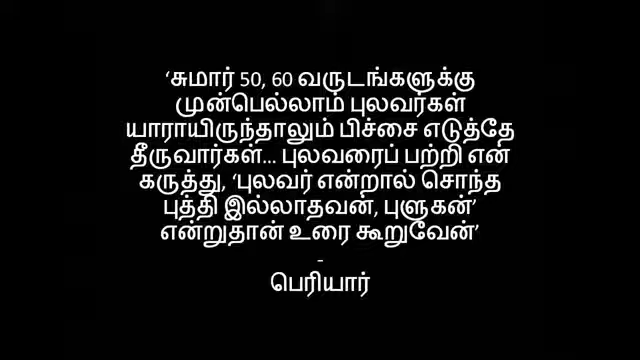 ‘சுமார் 50, 60 வருடங்களுக்கு
முன்பெல்லாம் புலவர்கள்
யாராயிருந்தாலும் பிச்சை எடுத்தே
தீருவார்கள்... புலவரைப் பற்றி என்
கருத்து, ‘புலவர் என்றால் சொந்த
புத்தி இல்லாதவன், புளுகன்’
என்றுதான் உரை கூறுவேன்’
-
பெரியார்